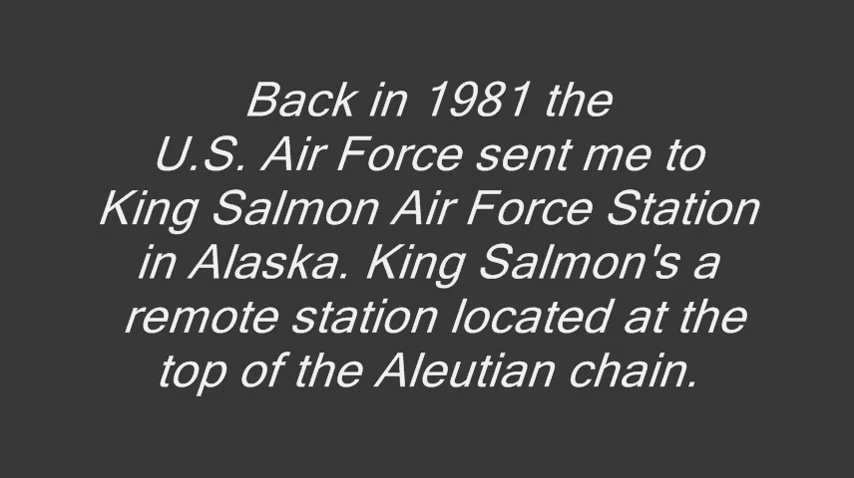 Back in 1981 the
U.S. Air Force sent me to
King Salmon Air Force Station
in Alaska. King Salmon's a
remote station located at the
top of the Aleutian chain.